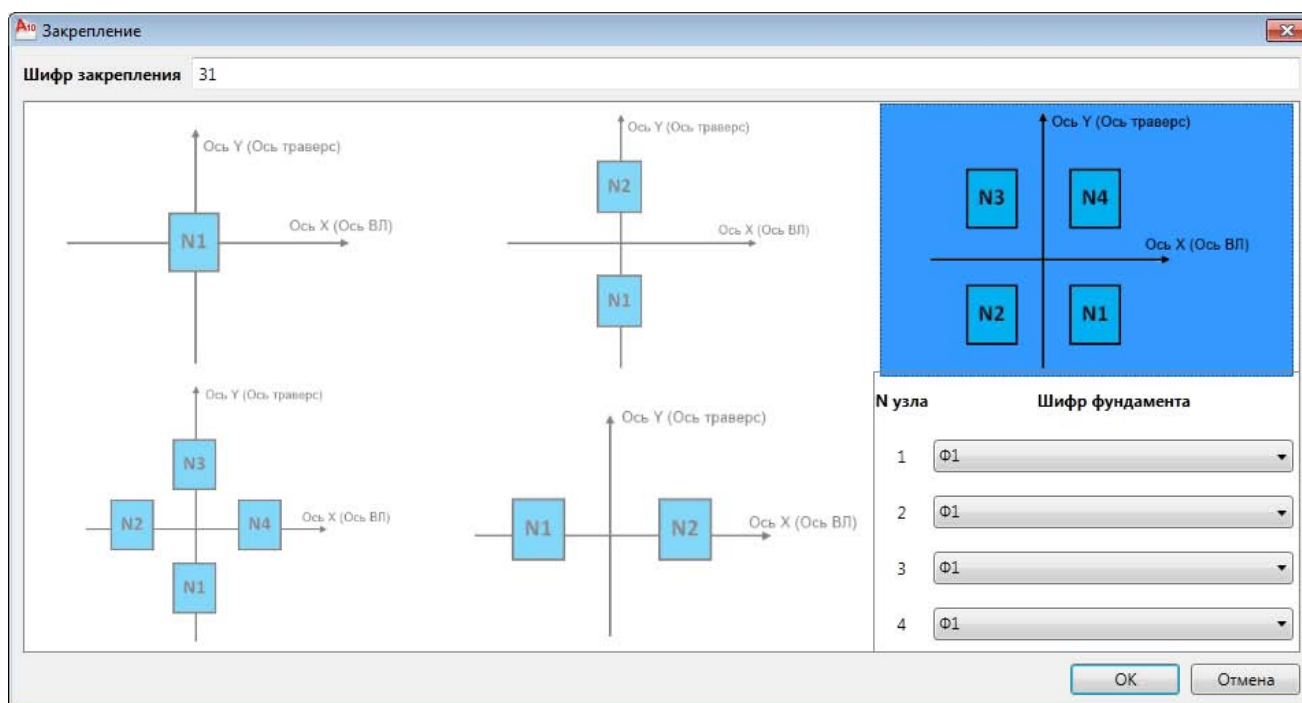 A10 Закрепление
Шифр закрепления 31
Ось Y (Ось траверс)
N1
Ось X (Ось ВЛ)
Ось Y (Ось траверс)
N2
Ось X (Ось ВЛ)
N1
Ось Y (Ось траверс)
N3 N4
Ось X (Ось ВЛ)
N2 N1
Ось Y (Ось траверс)
N3
N2 N4 Ось X (Ось ВЛ)
N1
Ось Y (Ось траверс)
N1 N2 Ось X (Ось ВЛ)
N узла Шифр фундамента
1 Ф1
2 Ф1
3 Ф1
4 Ф1
ОК Отмена